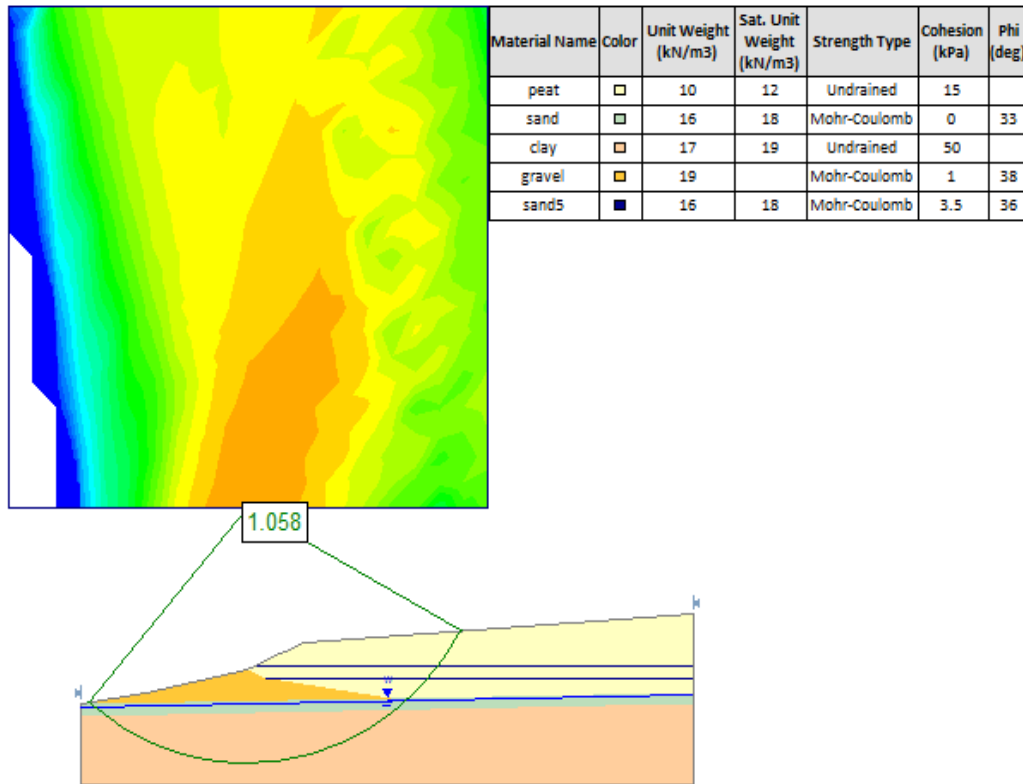 Material Name Color Unit Weight (kN/m3) Sat. Unit Weight (kN/m3) Strength Type Cohesion (kPa) Phi (deg)
peat 10 12 Undrained 15
sand 16 18 Mohr-Coulomb 0 33
clay 17 19 Undrained 50
gravel 19 Mohr-Coulomb 1 38
sand5 16 18 Mohr-Coulomb 3.5 36
1.058
W